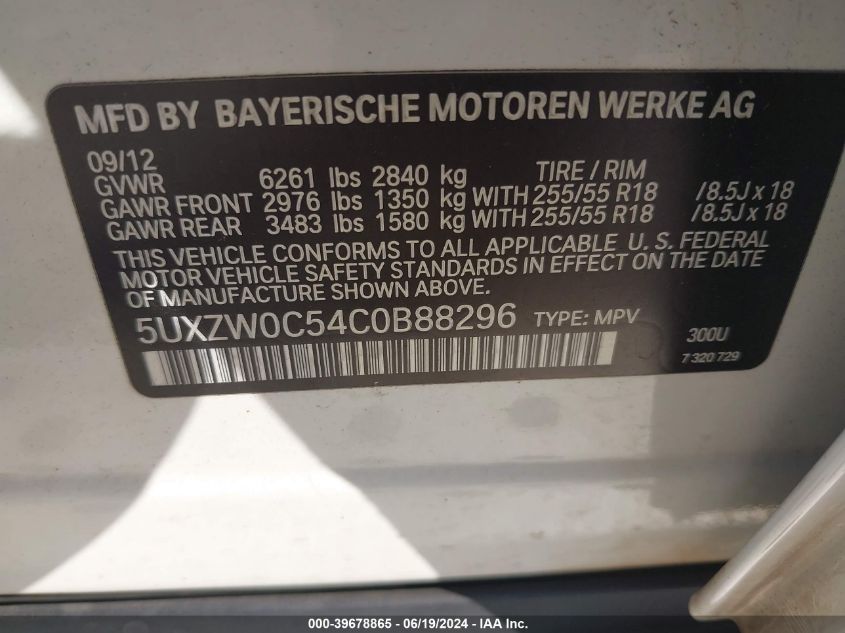 MFD BY BAYERISCHE MOTOREN WERKE AG
09/12 TIRE / RIM
GVWR 6261 lbs 2840 kg
GAWR FRONT 2976 lbs 1350 kg WITH 255/55 R18 /8.5J x 18
GAWR REAR 3483 lbs 1580 kg WITH 255/55 R18 /8.5J x 18
THIS VEHICLE CONFORMS TO ALL APPLICABLE U. S. FEDERAL
MOTOR VEHICLE SAFETY STANDARDS IN EFFECT ON THE DATE
OF MANUFACTURE SHOWN ABOVE.
5UXZW0C54C0B88296 TYPE: MPV
300U
7 320 729
000-39678865 - 06/19/2024 - IAAI Inc.